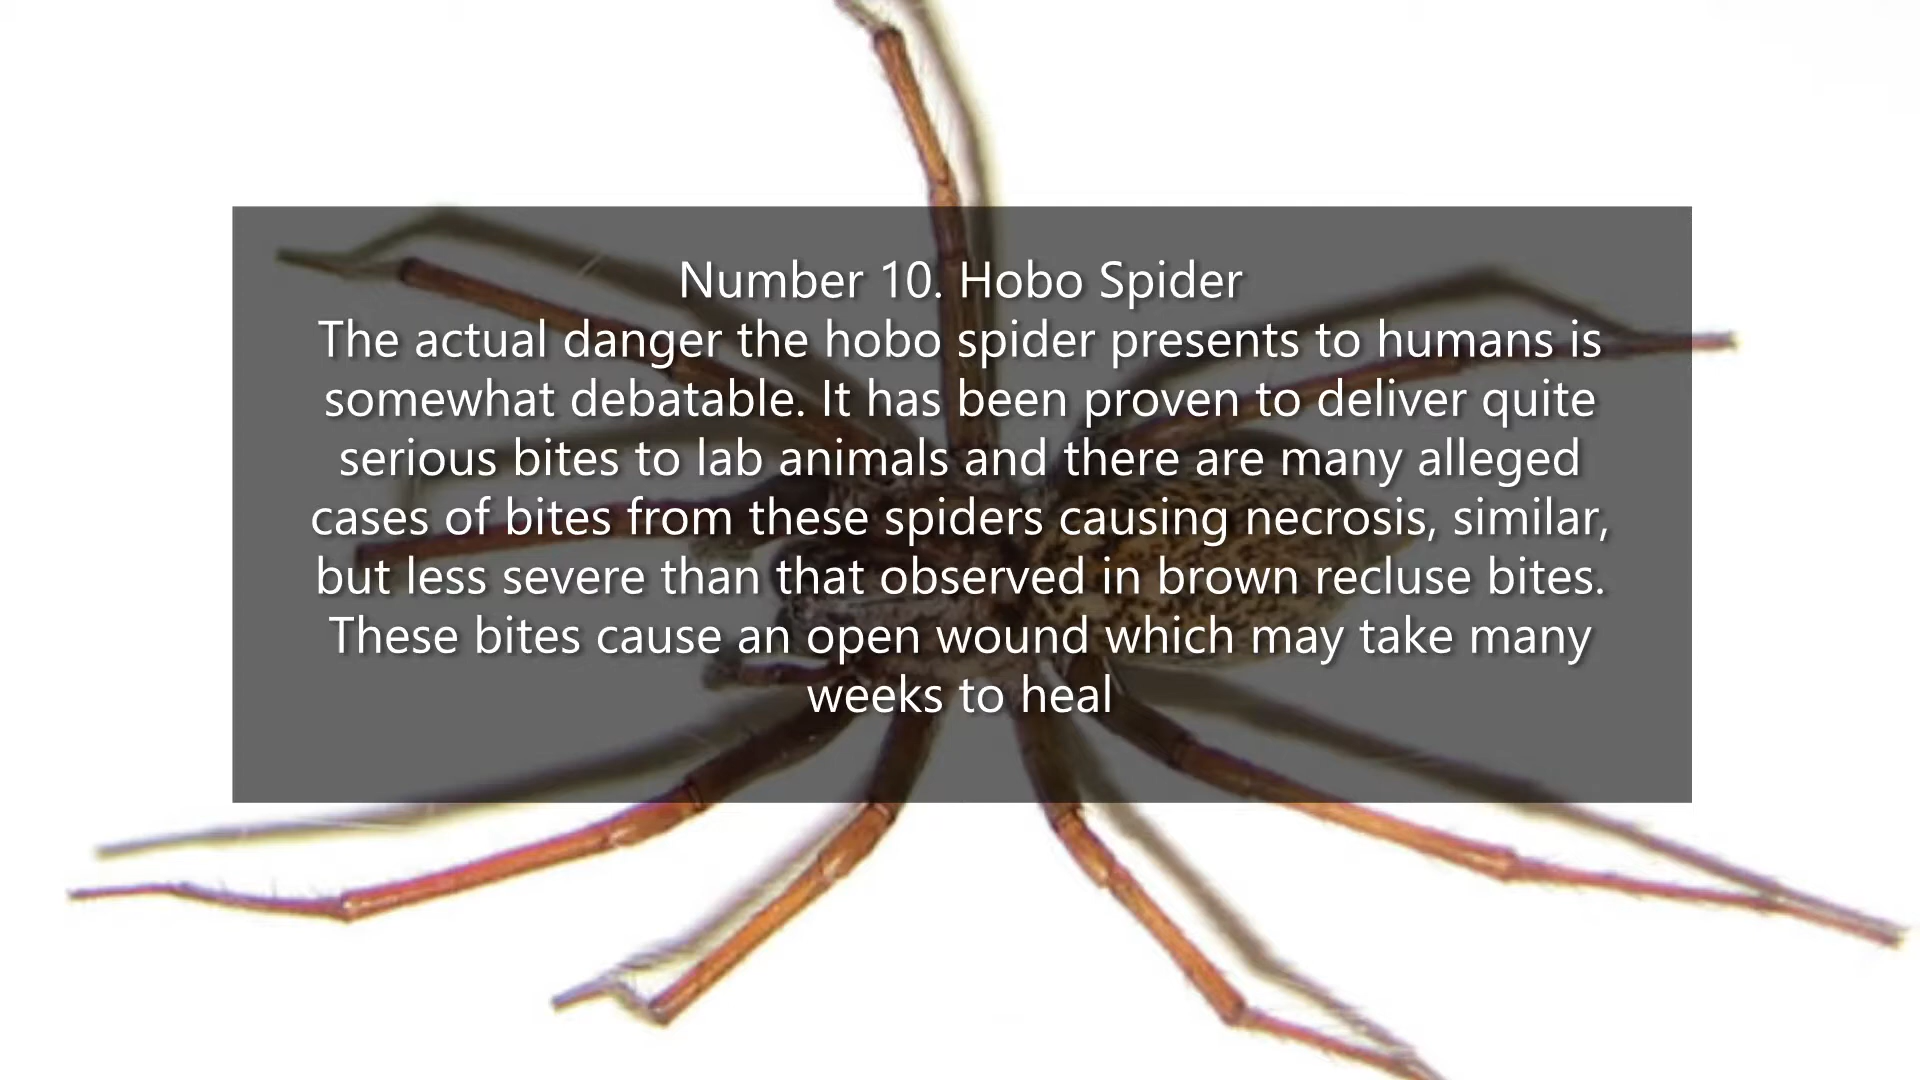 Number 10. Hobo Spider
The actual danger the hobo spider presents to humans is
somewhat debatable. It has been proven to deliver quite
serious bites to lab animals and there are many alleged
cases of bites from these spiders causing necrosis, similar,
but less severe than that observed in brown recluse bites.
These bites cause an open wound which may take many
weeks to heal